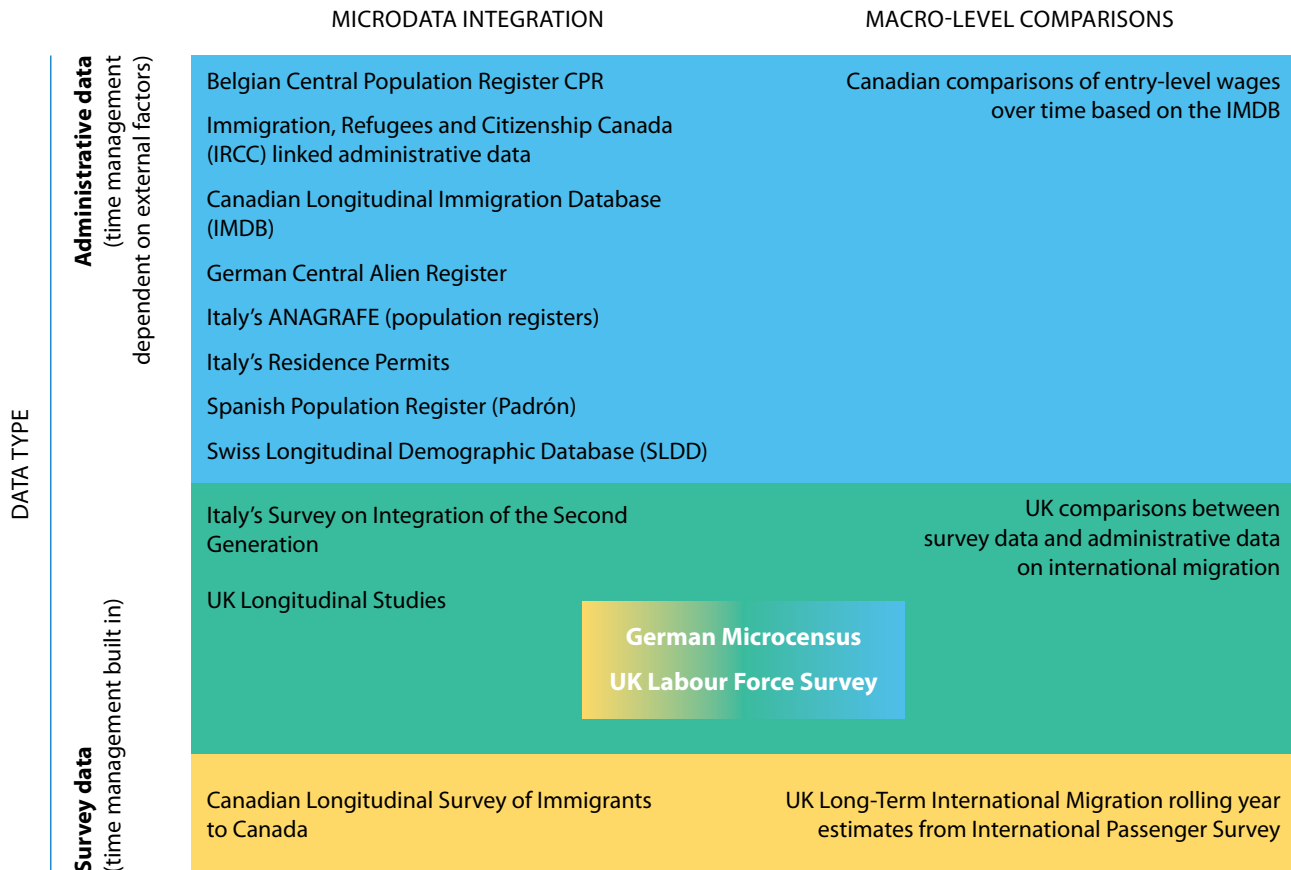 MICRODATA INTEGRATION
MACRO-LEVEL COMPARISONS
DATA TYPE
Administrative data
(time management
dependent on external factors)
Belgian Central Population Register CPR
Immigration, Refugees and Citizenship Canada
(IRCC) linked administrative data
Canadian Longitudinal Immigration Database
(IMDB)
German Central Alien Register
Italy’s ANAGRAFE (population registers)
Italy’s Residence Permits
Spanish Population Register (Padrón)
Swiss Longitudinal Demographic Database (SLDD)
Canadian comparisons of entry-level wages
over time based on the IMDB
Italy’s Survey on Integration of the Second
Generation
UK Longitudinal Studies
UK comparisons between
survey data and administrative data
on international migration
German Microcensus
UK Labour Force Survey
Survey data
(time management built in)
Canadian Longitudinal Survey of Immigrants
to Canada
UK Long-Term International Migration rolling year
estimates from International Passenger Survey